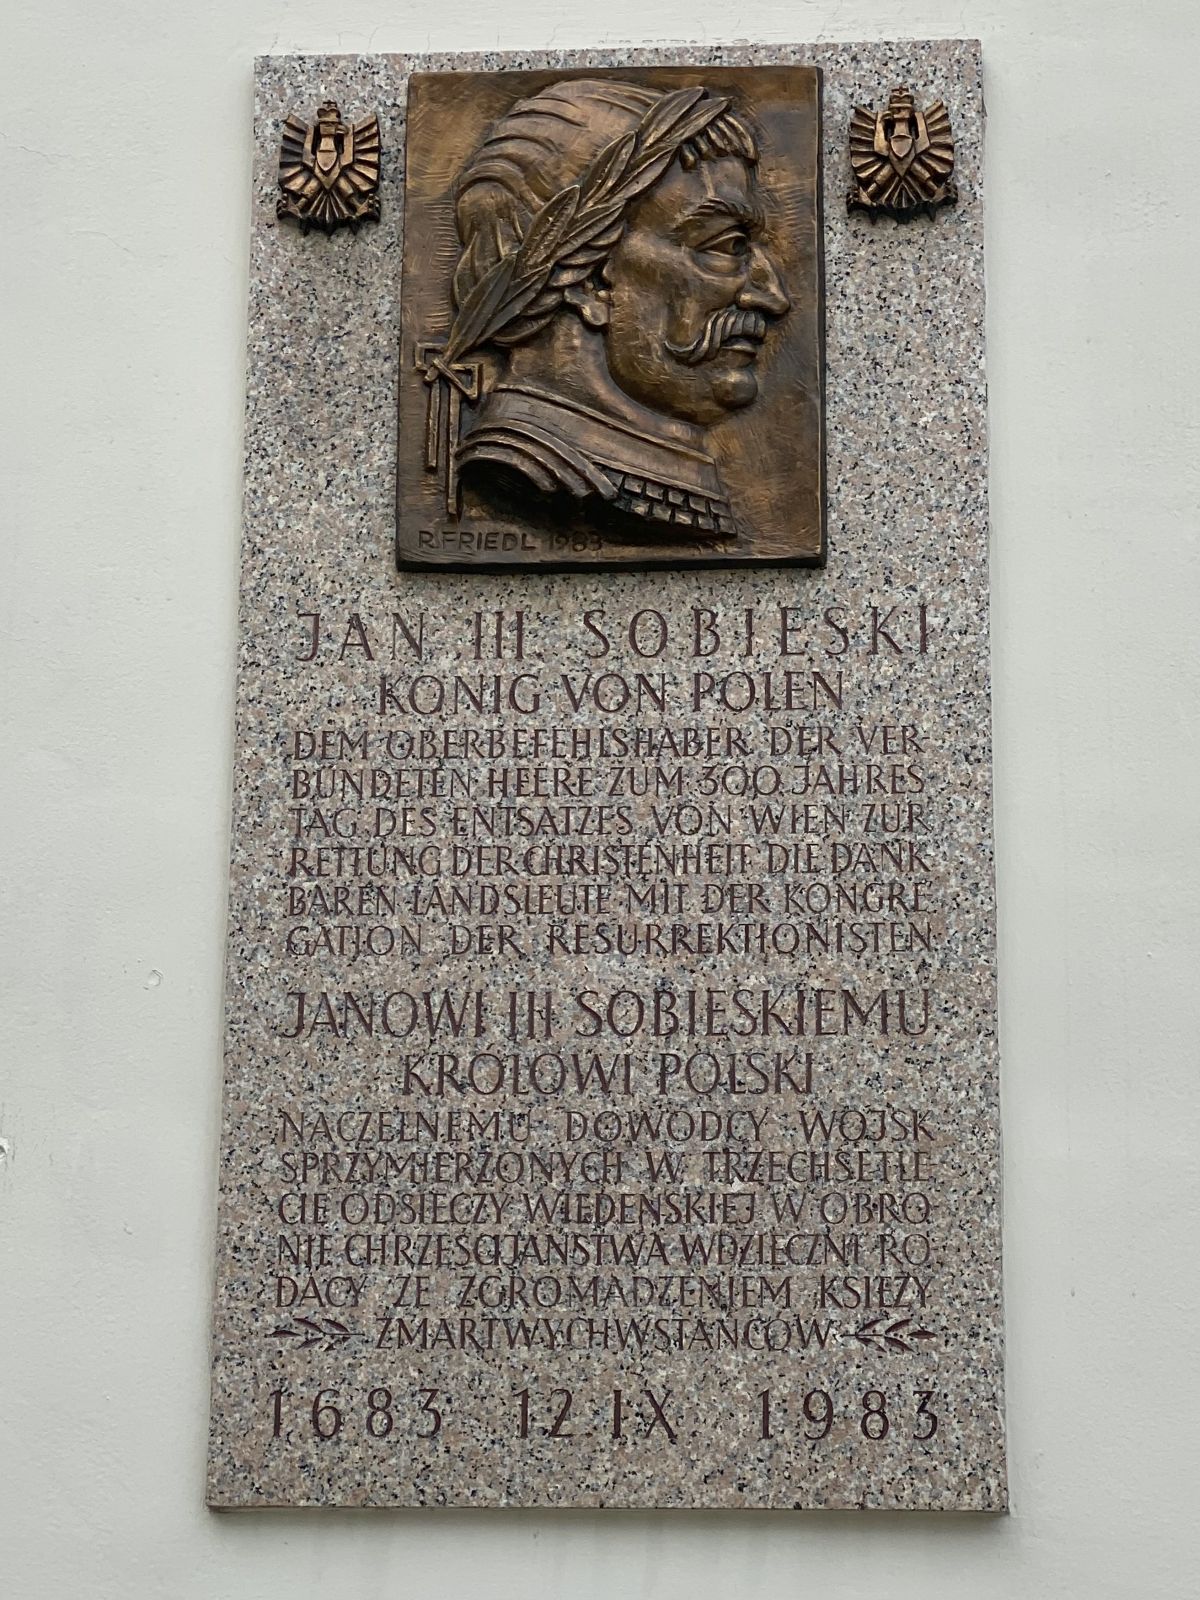 R.FRIEDL 1983
JAN III. SOBIESKI
KÖNIG VON POLEN
DEM OBERBEFEHLSHABER DER VER-
BÜNDETEN HEERE ZUM 300. JAHRES
TAG DES ENTSATZES VON WIEN ZUR
RETTUNG DER CHRISTENHEIT DIE DANK
BAREN LANDSLEUTE MIT DER KONGRE
GATION DER RESURREKTIONISTEN
JANOWI III SOBIESKIEMU
KRÓLOWI POLSKI
NACZELNEMU DOWODCY WOJSK
SPRZYMIERZONYCH W TRZECHSETLE
CIE ODSIECZY WIEDEŃSKIEJ W OBRO
NIE CHRZEŚCIJAŃSTWA WDZIĘCZNI RO
DACY ZE ZGROMADZENIEM KSIĘŻY
ZMARTWYCHWSTAŃCÓW
1683 12 IX 1983